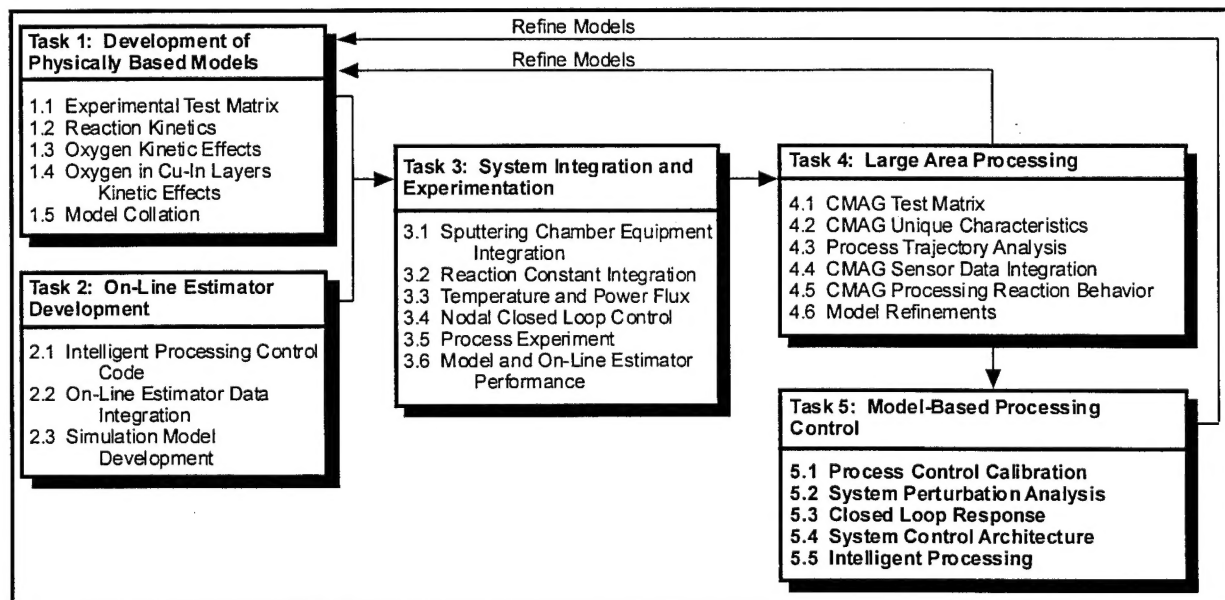 Refine Models
Refine Models
Task 1: Development of
Physically Based Models
1.1 Experimental Test Matrix
1.2 Reaction Kinetics
1.3 Oxygen Kinetic Effects
1.4 Oxygen in Cu-In Layers
Kinetic Effects
1.5 Model Collation
Task 2: On-Line Estimator
Development
2.1 Intelligent Processing Control
Code
2.2 On-Line Estimator Data
Integration
2.3 Simulation Model
Development
Task 3: System Integration and
Experimentation
3.1 Sputtering Chamber Equipment
Integration
3.2 Reaction Constant Integration
3.3 Temperature and Power Flux
3.4 Nodal Closed Loop Control
3.5 Process Experiment
3.6 Model and On-Line Estimator
Performance
Task 4: Large Area Processing
4.1 CMAG Test Matrix
4.2 CMAG Unique Characteristics
4.3 Process Trajectory Analysis
4.4 CMAG Sensor Data Integration
4.5 CMAG Processing Reaction Behavior
4.6 Model Refinements
Task 5: Model-Based Processing
Control
5.1 Process Control Calibration
5.2 System Perturbation Analysis
5.3 Closed Loop Response
5.4 System Control Architecture
5.5 Intelligent Processing